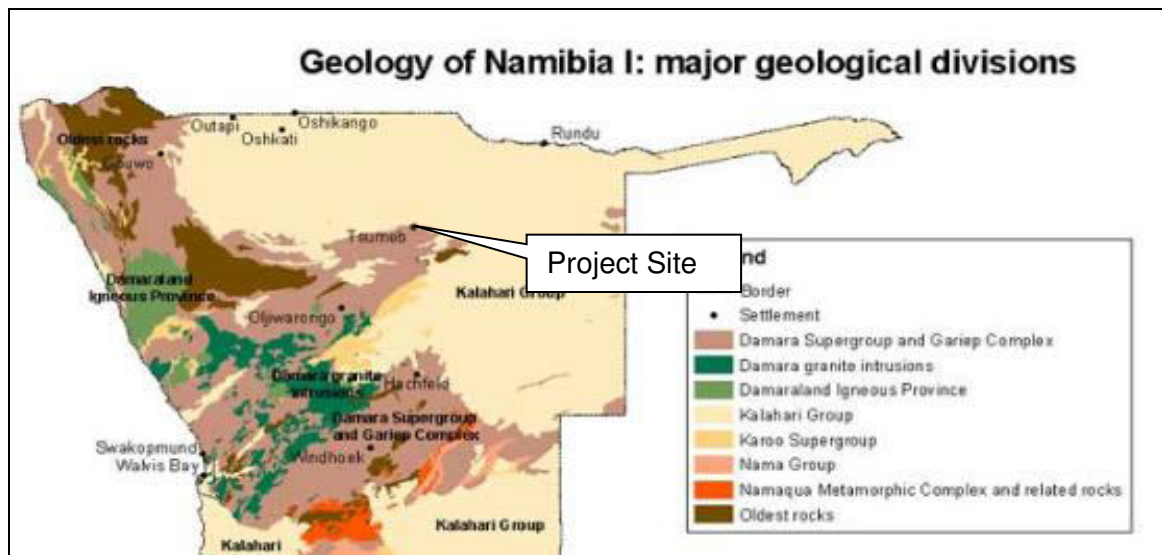 Geology of Namibia I: major geological divisions
Outapi
Oshikango
Oshkati
Rundu
Oldest rocks
Opuwo
Tsumeb
Project Site
Damaraland
Igneous Province
Kalahari Group
Otjiwarongo
Damara granite
intrusions
Hochfeld
Damara Supergroup
and Gariep Complex
Swakopmund
Walvis Bay
Windhoek
Kalahari Group
Kalahari
nd
Border
Settlement
Damara Supergroup and Gariep Complex
Damara granite intrusions
Damaraland Igneous Province
Kalahari Group
Karoo Supergroup
Nama Group
Namaqua Metamorphic Complex and related rocks
Oldest rocks